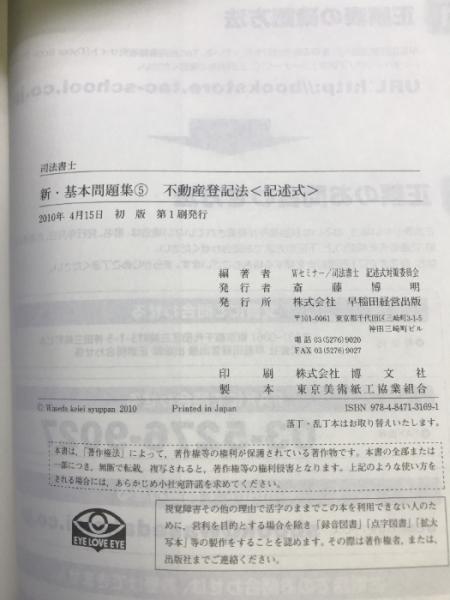 司法書士
新・基本問題集⑤　不動産登記法＜記述式＞
2010年 4月15日　初　版　第1刷発行
編　著　者　Wセミナー／司法書士　記述式対策委員会
発　行　者　斎　藤　博　明
発　行　所　株式会社　早稲田経営出版
〒101-0061　東京都千代田区三崎町3-1-5
神田三崎町ビル
電 話 03 (5276) 9020
FAX 03 (5276) 9027
印　　　刷　株式会社　博　文　社
製　　　本　東京美術紙工協業組合
© Waseda keiei syuppan 2010　Printed in Japan　ISBN 978-4-8471-3169-1
落丁・乱丁本はお取り替えいたします。
本書は、「著作権法」によって、著作権等の権利が保護されている著作物です。本書の全部または
一部につき、無断で転載、複写されると、著作権等の権利侵害となります。上記のような使い方を
される場合には、あらかじめ小社宛許諾を求めてください。
視覚障害その他の理由で活字のままでこの本を利用できない人のた
めに、営利を目的とする場合を除き「録音図書」「点字図書」「拡大
写本」等の製作をすることを認めます。その際は著作権者、または、
出版社までご連絡ください。
EYE LOVE EYE